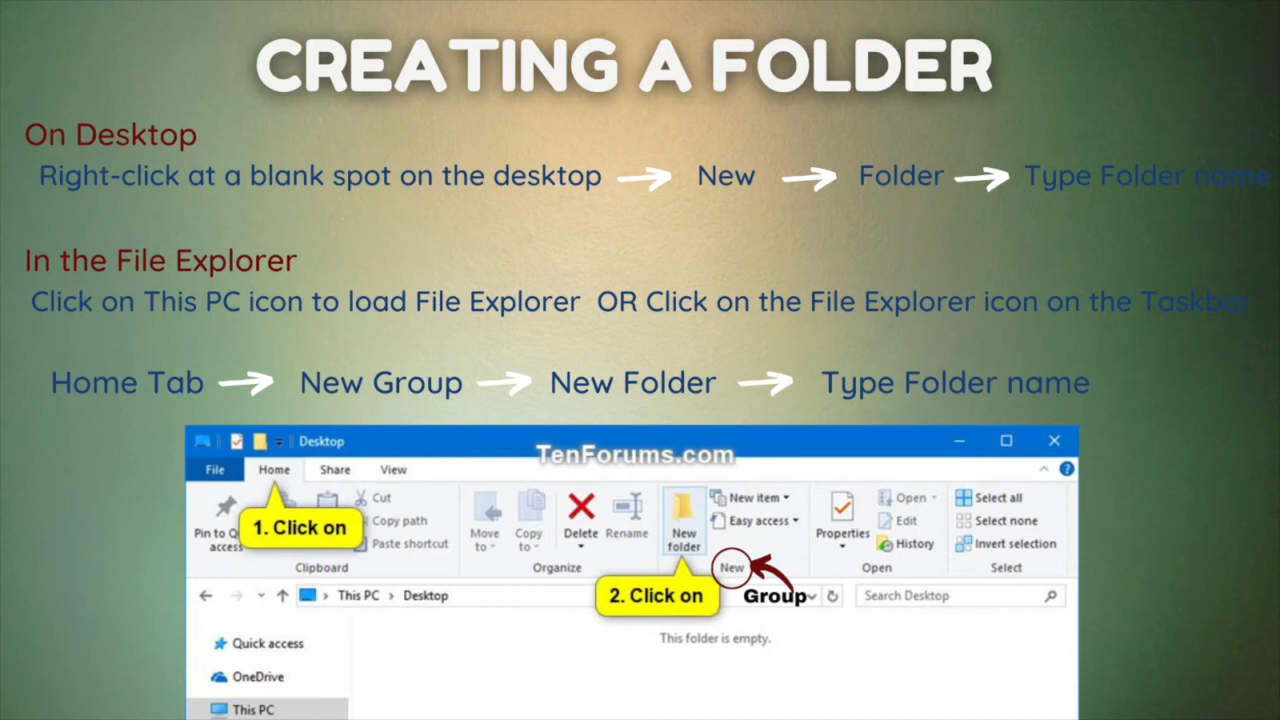 CREATING A FOLDER
On Desktop
Right-click at a blank spot on the desktop New Folder Type Folder name
In the File Explorer
Click on This PC icon to load File Explorer OR Click on the File Explorer icon on the Taskbar
Home Tab New Group New Folder Type Folder name
Desktop
TenForums.com
File Home Share View
Pin to Q
access
1. Click on
Cut
Copy path
Paste shortcut
Clipboard
Move
to
Copy
to
Delete
Rename
Organize
New
folder
New item
Easy access
New
Properties
Open
Edit
History
Open
Select all
Select none
Invert selection
Select
2. Click on
Group
This PC Desktop
Search Desktop
This folder is empty.
Quick access
OneDrive
This PC